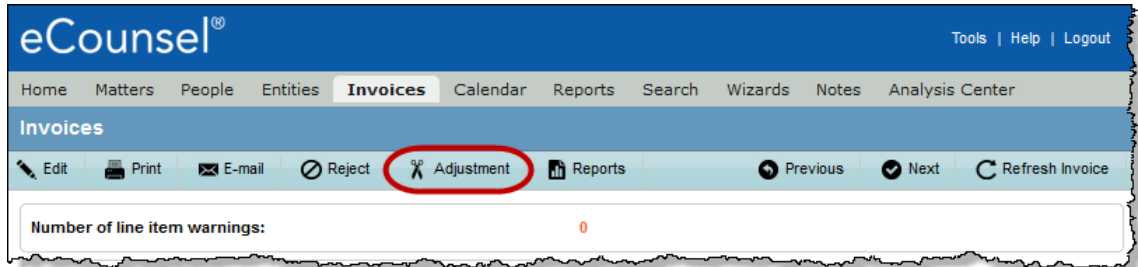 eCounsel®
Tools | Help | Logout
Home Matters People Entities Invoices Calendar Reports Search Wizards Notes Analysis Center
Invoices
Edit Print E-mail Reject Adjustment Reports Previous Next Refresh Invoice
Number of line item warnings: 0